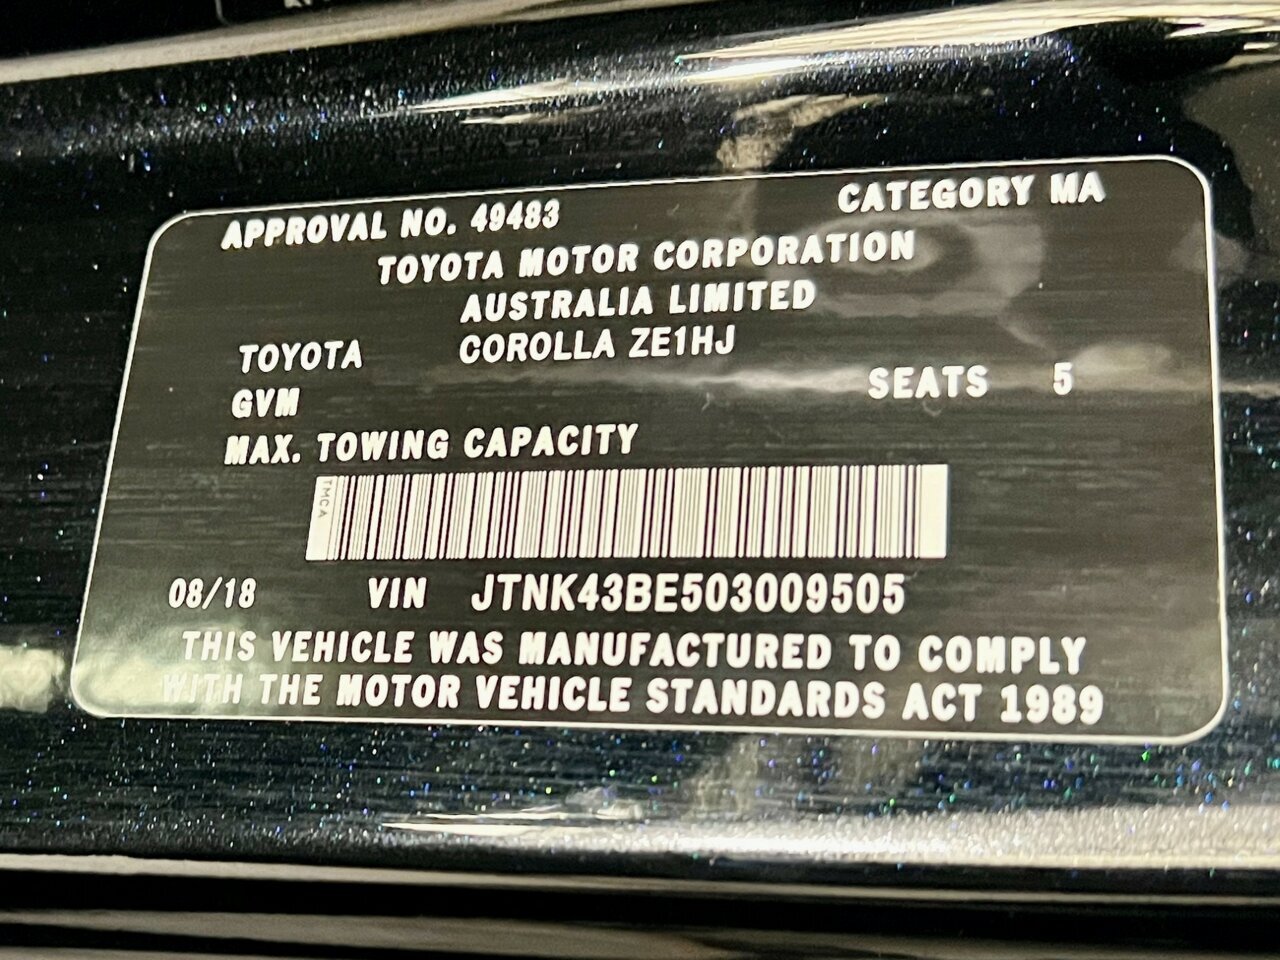 APPROVAL NO. 49483 CATEGORY MA
TOYOTA MOTOR CORPORATION
AUSTRALIA LIMITED
TOYOTA COROLLA ZE1HJ
GVM SEATS 5
MAX. TOWING CAPACITY
TMCA
08/18 VIN JTNK43BE503009505
THIS VEHICLE WAS MANUFACTURED TO COMPLY
WITH THE MOTOR VEHICLE STANDARDS ACT 1989